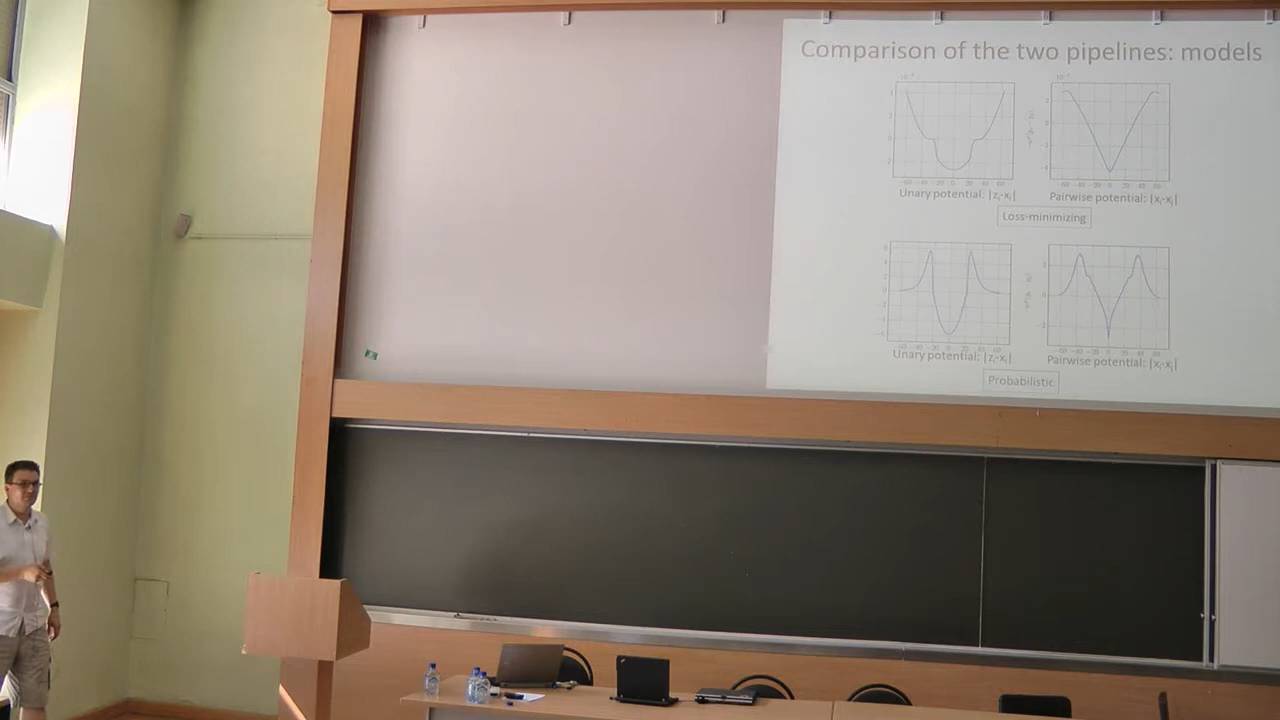 Comparison of the two pipelines: models
Unary potential: |zᵢ-xᵢ|
Pairwise potential: |xᵢ-xⱼ|
Loss-minimizing
Unary potential: |zᵢ-xᵢ|
Pairwise potential: |xᵢ-xⱼ|
Probabilistic